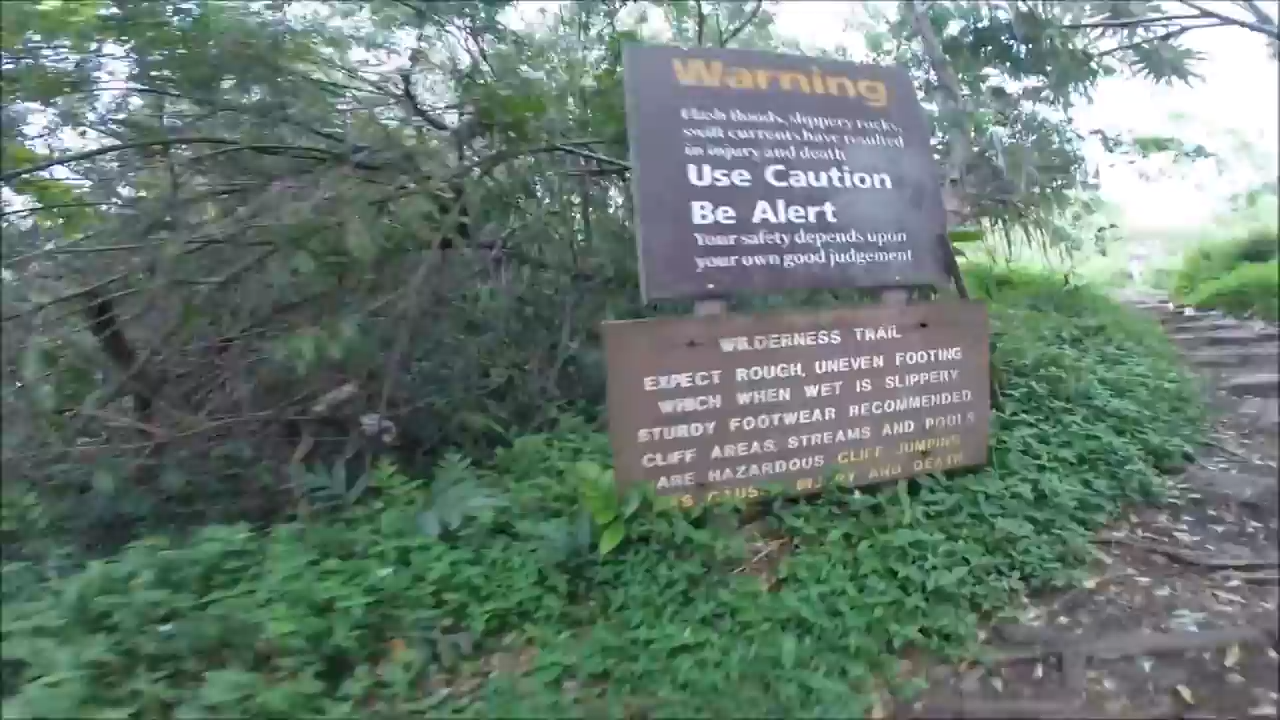 Warning
Flash floods, slippery rocks,
swift currents have resulted
in injury and death
Use Caution
Be Alert
Your safety depends upon
your own good judgement
WILDERNESS TRAIL
EXPECT ROUGH, UNEVEN FOOTING
WHICH WHEN WET IS SLIPPERY
STURDY FOOTWEAR RECOMMENDED
CLIFF AREAS, STREAMS AND POOLS
ARE HAZARDOUS CLIFF JUMPING
INJURY AND DEATH